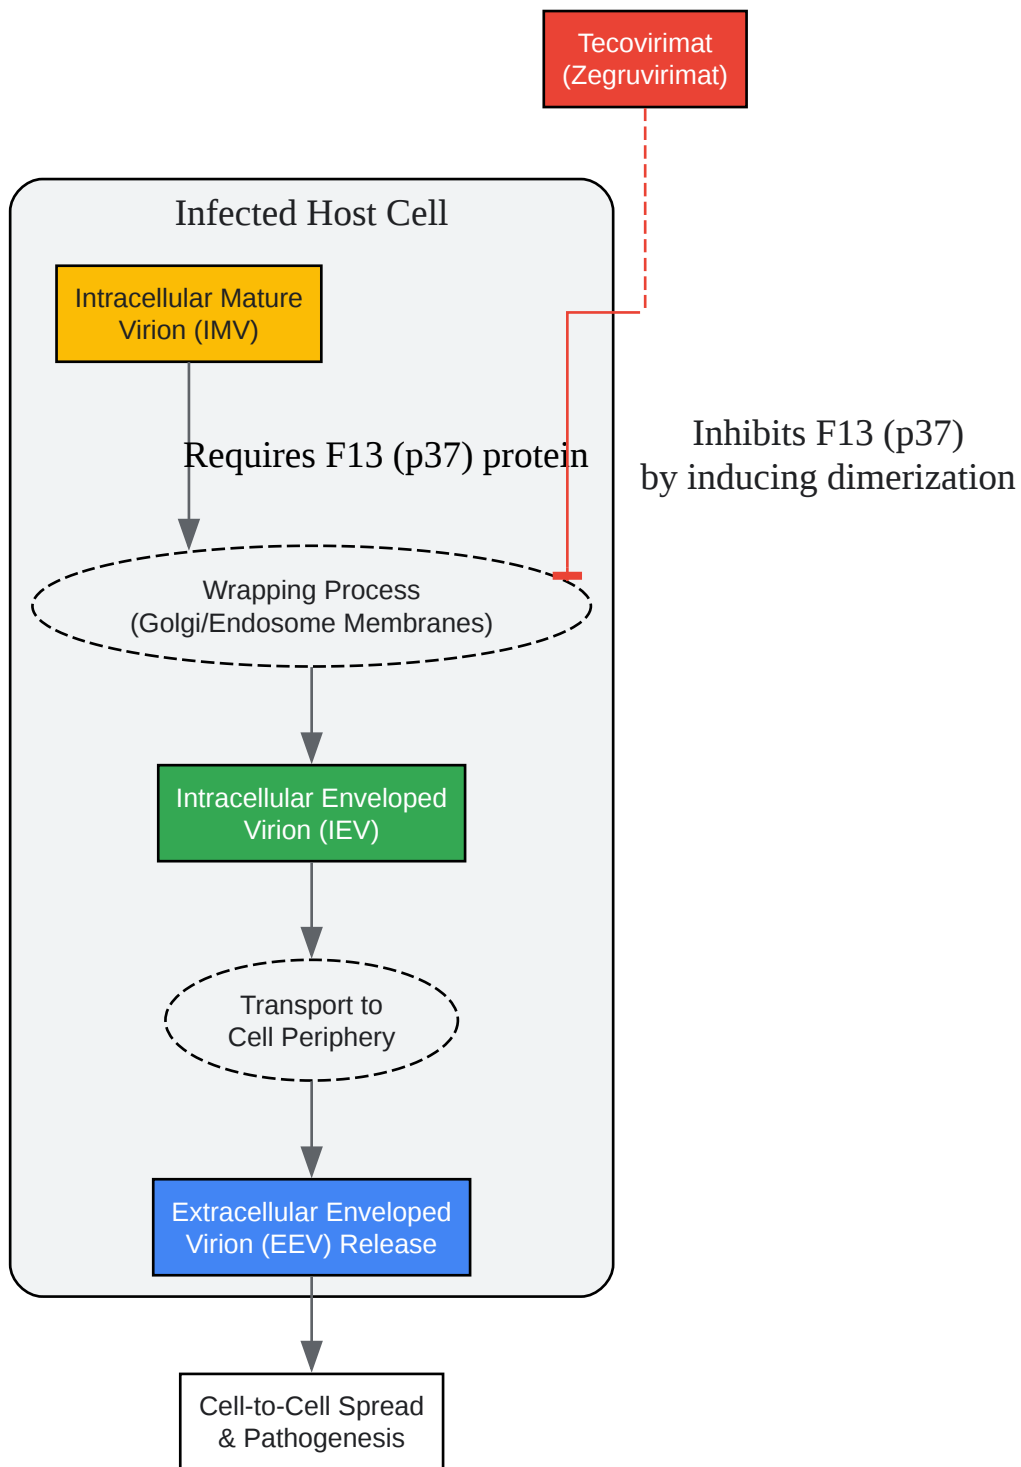 Tecovirimat
(Zegruvirimat)
Infected Host Cell
Intracellular Mature
Virion (IMV)
Requires F13 (p37) protein
Inhibits F13 (p37)
by inducing dimerization
Wrapping Process
(Golgi/Endosome Membranes)
Intracellular Enveloped
Virion (IEV)
Transport to
Cell Periphery
Extracellular Enveloped
Virion (EEV) Release
Cell-to-Cell Spread
& Pathogenesis